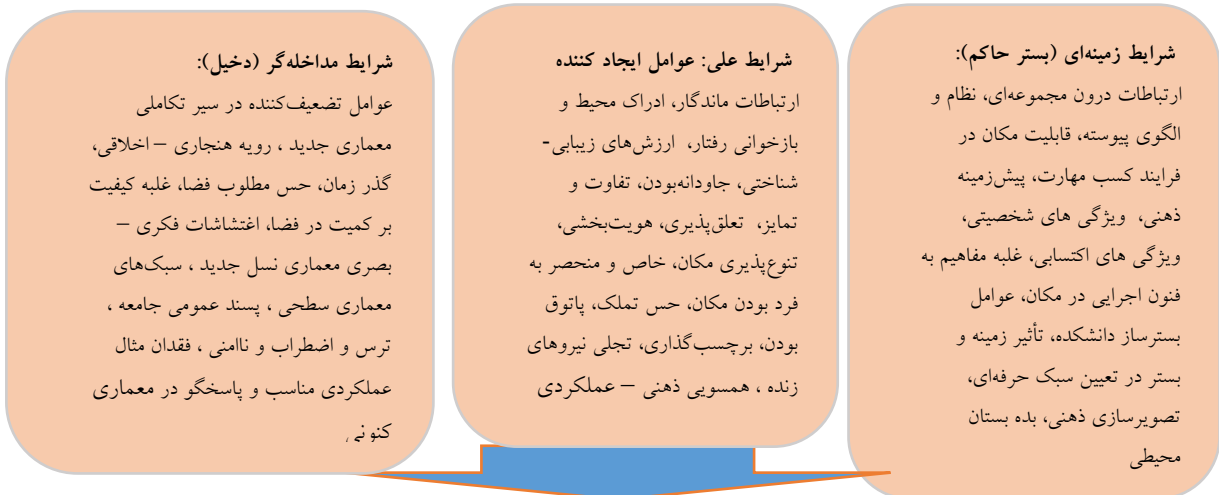 شرایط زمینه‌ای (بستر حاکم):
ارتباطات درون مجموعه‌ای، نظام و
الگوی پیوسته، قابلیت مکان در
فرایند کسب مهارت، پیش‌زمینه
ذهنی، ویژگی های شخصیتی،
ویژگی های اکتسابی، غلبه مفاهیم به
فنون اجرایی در مکان، عوامل
بسترساز دانشکده، تأثیر زمینه و
بستر در تعیین سبک حرفه‌ای،
تصویرسازی ذهنی، بده بستان
محیطی
شرایط علی: عوامل ایجاد کننده
ارتباطات ماندگار، ادراک محیط و
بازخوانی رفتار، ارزش‌های زیبایی-
شناختی، جاودانه‌بودن، تفاوت و
تمایز، تعلق‌پذیری، هویت‌بخشی،
تنوع‌پذیری مکان، خاص و منحصر به
فرد بودن مکان، حس تملک، پاتوق
بودن، برچسب‌گذاری، تجلی نیروهای
زنده ، همسویی ذهنی – عملکردی
شرایط مداخله‌گر (دخیل):
عوامل تضعیف‌کننده در سیر تکاملی
معماری جدید ، رویه هنجاری – اخلاقی،
گذر زمان، حس مطلوب فضا، غلبه کیفیت
بر کمیت در فضا، اغتشاشات فکری –
بصری معماری نسل جدید ، سبک‌های
معماری سطحی ، پسند عمومی جامعه ،
ترس و اضطراب و ناامنی ، فقدان مثال
عملکردی مناسب و پاسخگو در معماری
کنونی